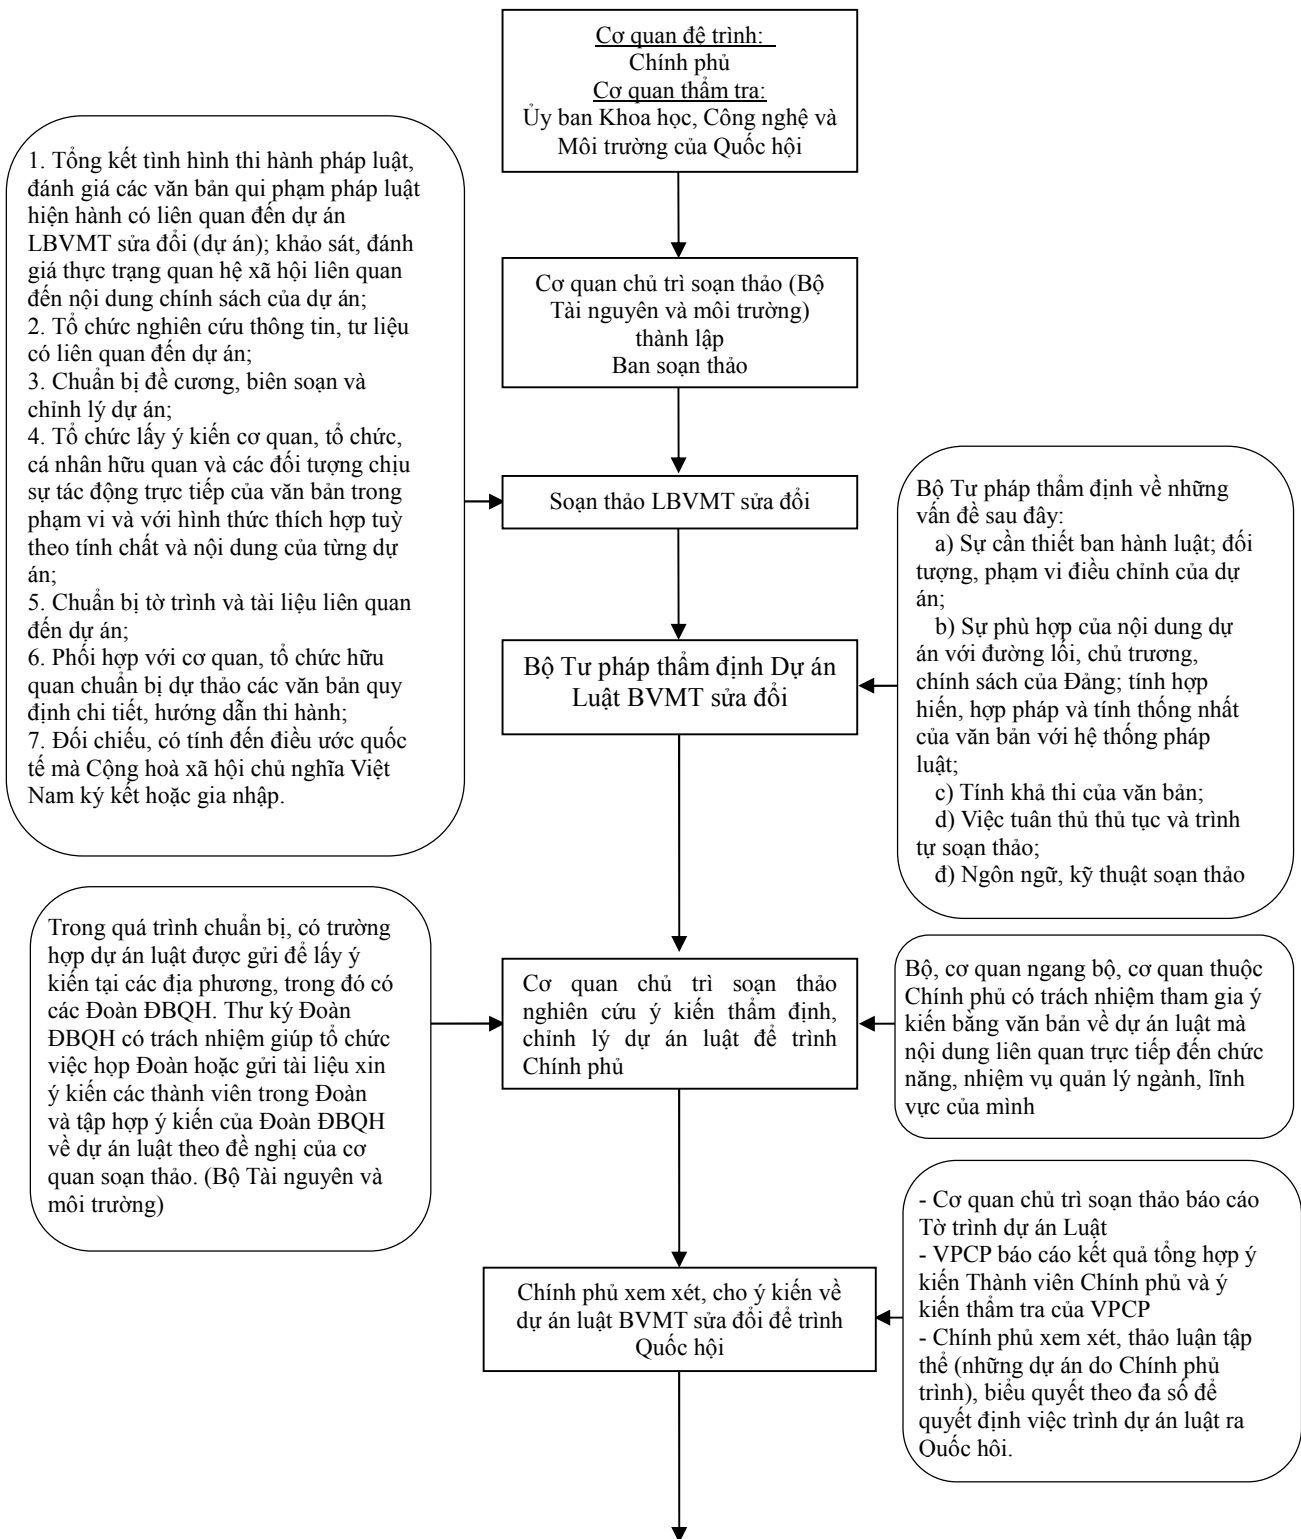 Cơ quan đệ trình:
Chính phủ
Cơ quan thẩm tra:
Ủy ban Khoa học, Công nghệ và
Môi trường của Quốc hội
1. Tổng kết tình hình thi hành pháp luật,
đánh giá các văn bản qui phạm pháp luật
hiện hành có liên quan đến dự án
LBVMT sửa đổi (dự án); khảo sát, đánh
giá thực trạng quan hệ xã hội liên quan
đến nội dung chính sách của dự án;
2. Tổ chức nghiên cứu thông tin, tư liệu
có liên quan đến dự án;
3. Chuẩn bị đề cương, biên soạn và
chỉnh lý dự án;
4. Tổ chức lấy ý kiến cơ quan, tổ chức,
cá nhân hữu quan và các đối tượng chịu
sự tác động trực tiếp của văn bản trong
phạm vi và với hình thức thích hợp tuỳ
theo tính chất và nội dung của từng dự
án;
5. Chuẩn bị tờ trình và tài liệu liên quan
đến dự án;
6. Phối hợp với cơ quan, tổ chức hữu
quan chuẩn bị dự thảo các văn bản quy
định chi tiết, hướng dẫn thi hành;
7. Đối chiếu, có tính đến điều ước quốc
tế mà Cộng hoà xã hội chủ nghĩa Việt
Nam ký kết hoặc gia nhập.
Cơ quan chủ trì soạn thảo (Bộ
Tài nguyên và môi trường)
thành lập
Ban soạn thảo
Soạn thảo LBVMT sửa đổi
Bộ Tư pháp thẩm định về những
vấn đề sau đây:
a) Sự cần thiết ban hành luật; đối
tượng, phạm vi điều chỉnh của dự
án;
b) Sự phù hợp của nội dung dự
án với đường lối, chủ trương,
chính sách của Đảng; tính hợp
hiến, hợp pháp và tính thống nhất
của văn bản với hệ thống pháp
luật;
c) Tính khả thi của văn bản;
d) Việc tuân thủ thủ tục và trình
tự soạn thảo;
đ) Ngôn ngữ, kỹ thuật soạn thảo
Bộ Tư pháp thẩm định Dự án
Luật BVMT sửa đổi
Trong quá trình chuẩn bị, có trường
hợp dự án luật được gửi để lấy ý
kiến tại các địa phương, trong đó có
các Đoàn ĐBQH. Thư ký Đoàn
ĐBQH có trách nhiệm giúp tổ chức
việc họp Đoàn hoặc gửi tài liệu xin
ý kiến các thành viên trong Đoàn
và tập hợp ý kiến của Đoàn ĐBQH
về dự án luật theo đề nghị của cơ
quan soạn thảo. (Bộ Tài nguyên và
môi trường)
Cơ quan chủ trì soạn thảo
nghiên cứu ý kiến thẩm định,
chỉnh lý dự án luật để trình
Chính phủ
Bộ, cơ quan ngang bộ, cơ quan thuộc
Chính phủ có trách nhiệm tham gia ý
kiến bằng văn bản về dự án luật mà
nội dung liên quan trực tiếp đến chức
năng, nhiệm vụ quản lý ngành, lĩnh
vực của mình
Chính phủ xem xét, cho ý kiến về
dự án luật BVMT sửa đổi để trình
Quốc hội
- Cơ quan chủ trì soạn thảo báo cáo
Tờ trình dự án Luật
- VPCP báo cáo kết quả tổng hợp ý
kiến Thành viên Chính phủ và ý
kiến thẩm tra của VPCP
- Chính phủ xem xét, thảo luận tập
thể (những dự án do Chính phủ
trình), biểu quyết theo đa số để
quyết định việc trình dự án luật ra
Quốc hôi.